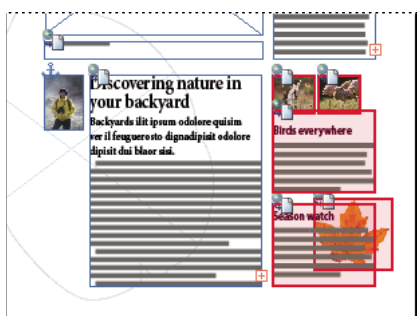 Discovering nature in
your backyard
Backyards ilit ipsum odolore quisim
ver il feuguerosto dignadipisit odolore
dipisit dui blaor sisi.
Birds everywhere
Season watch